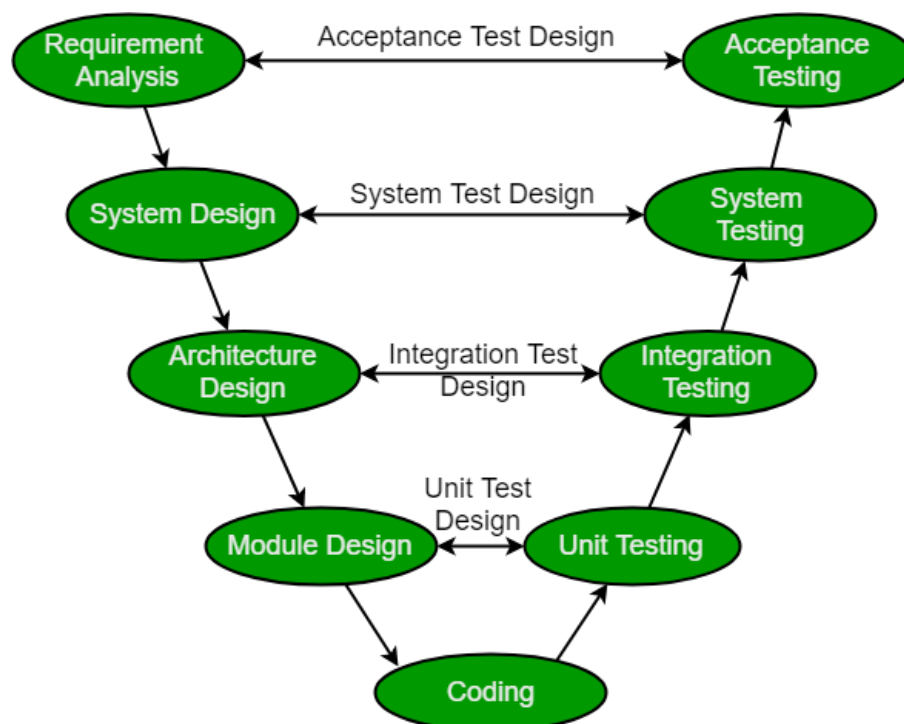 Requirement
Analysis
Acceptance Test Design
Acceptance
Testing
System Design
System Test Design
System
Testing
Architecture
Design
Integration Test
Design
Integration
Testing
Module Design
Unit Test
Design
Unit Testing
Coding